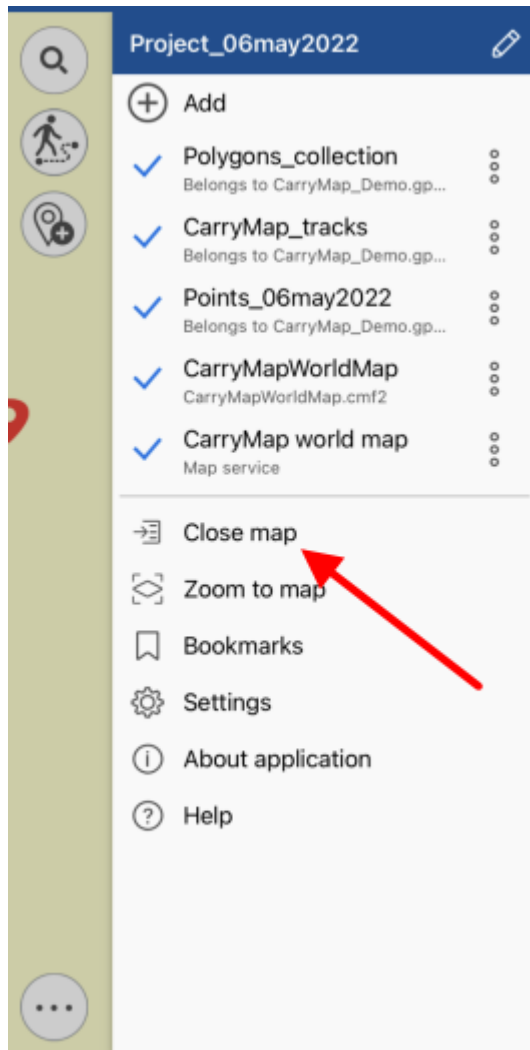 Project_06may2022
Add
Polygons_collection
Belongs to CarryMap_Demo.gp...
CarryMap_tracks
Belongs to CarryMap_Demo.gp...
Points_06may2022
Belongs to CarryMap_Demo.gp...
CarryMapWorldMap
CarryMapWorldMap.cmf2
CarryMap world map
Map service
Close map
Zoom to map
Bookmarks
Settings
About application
Help